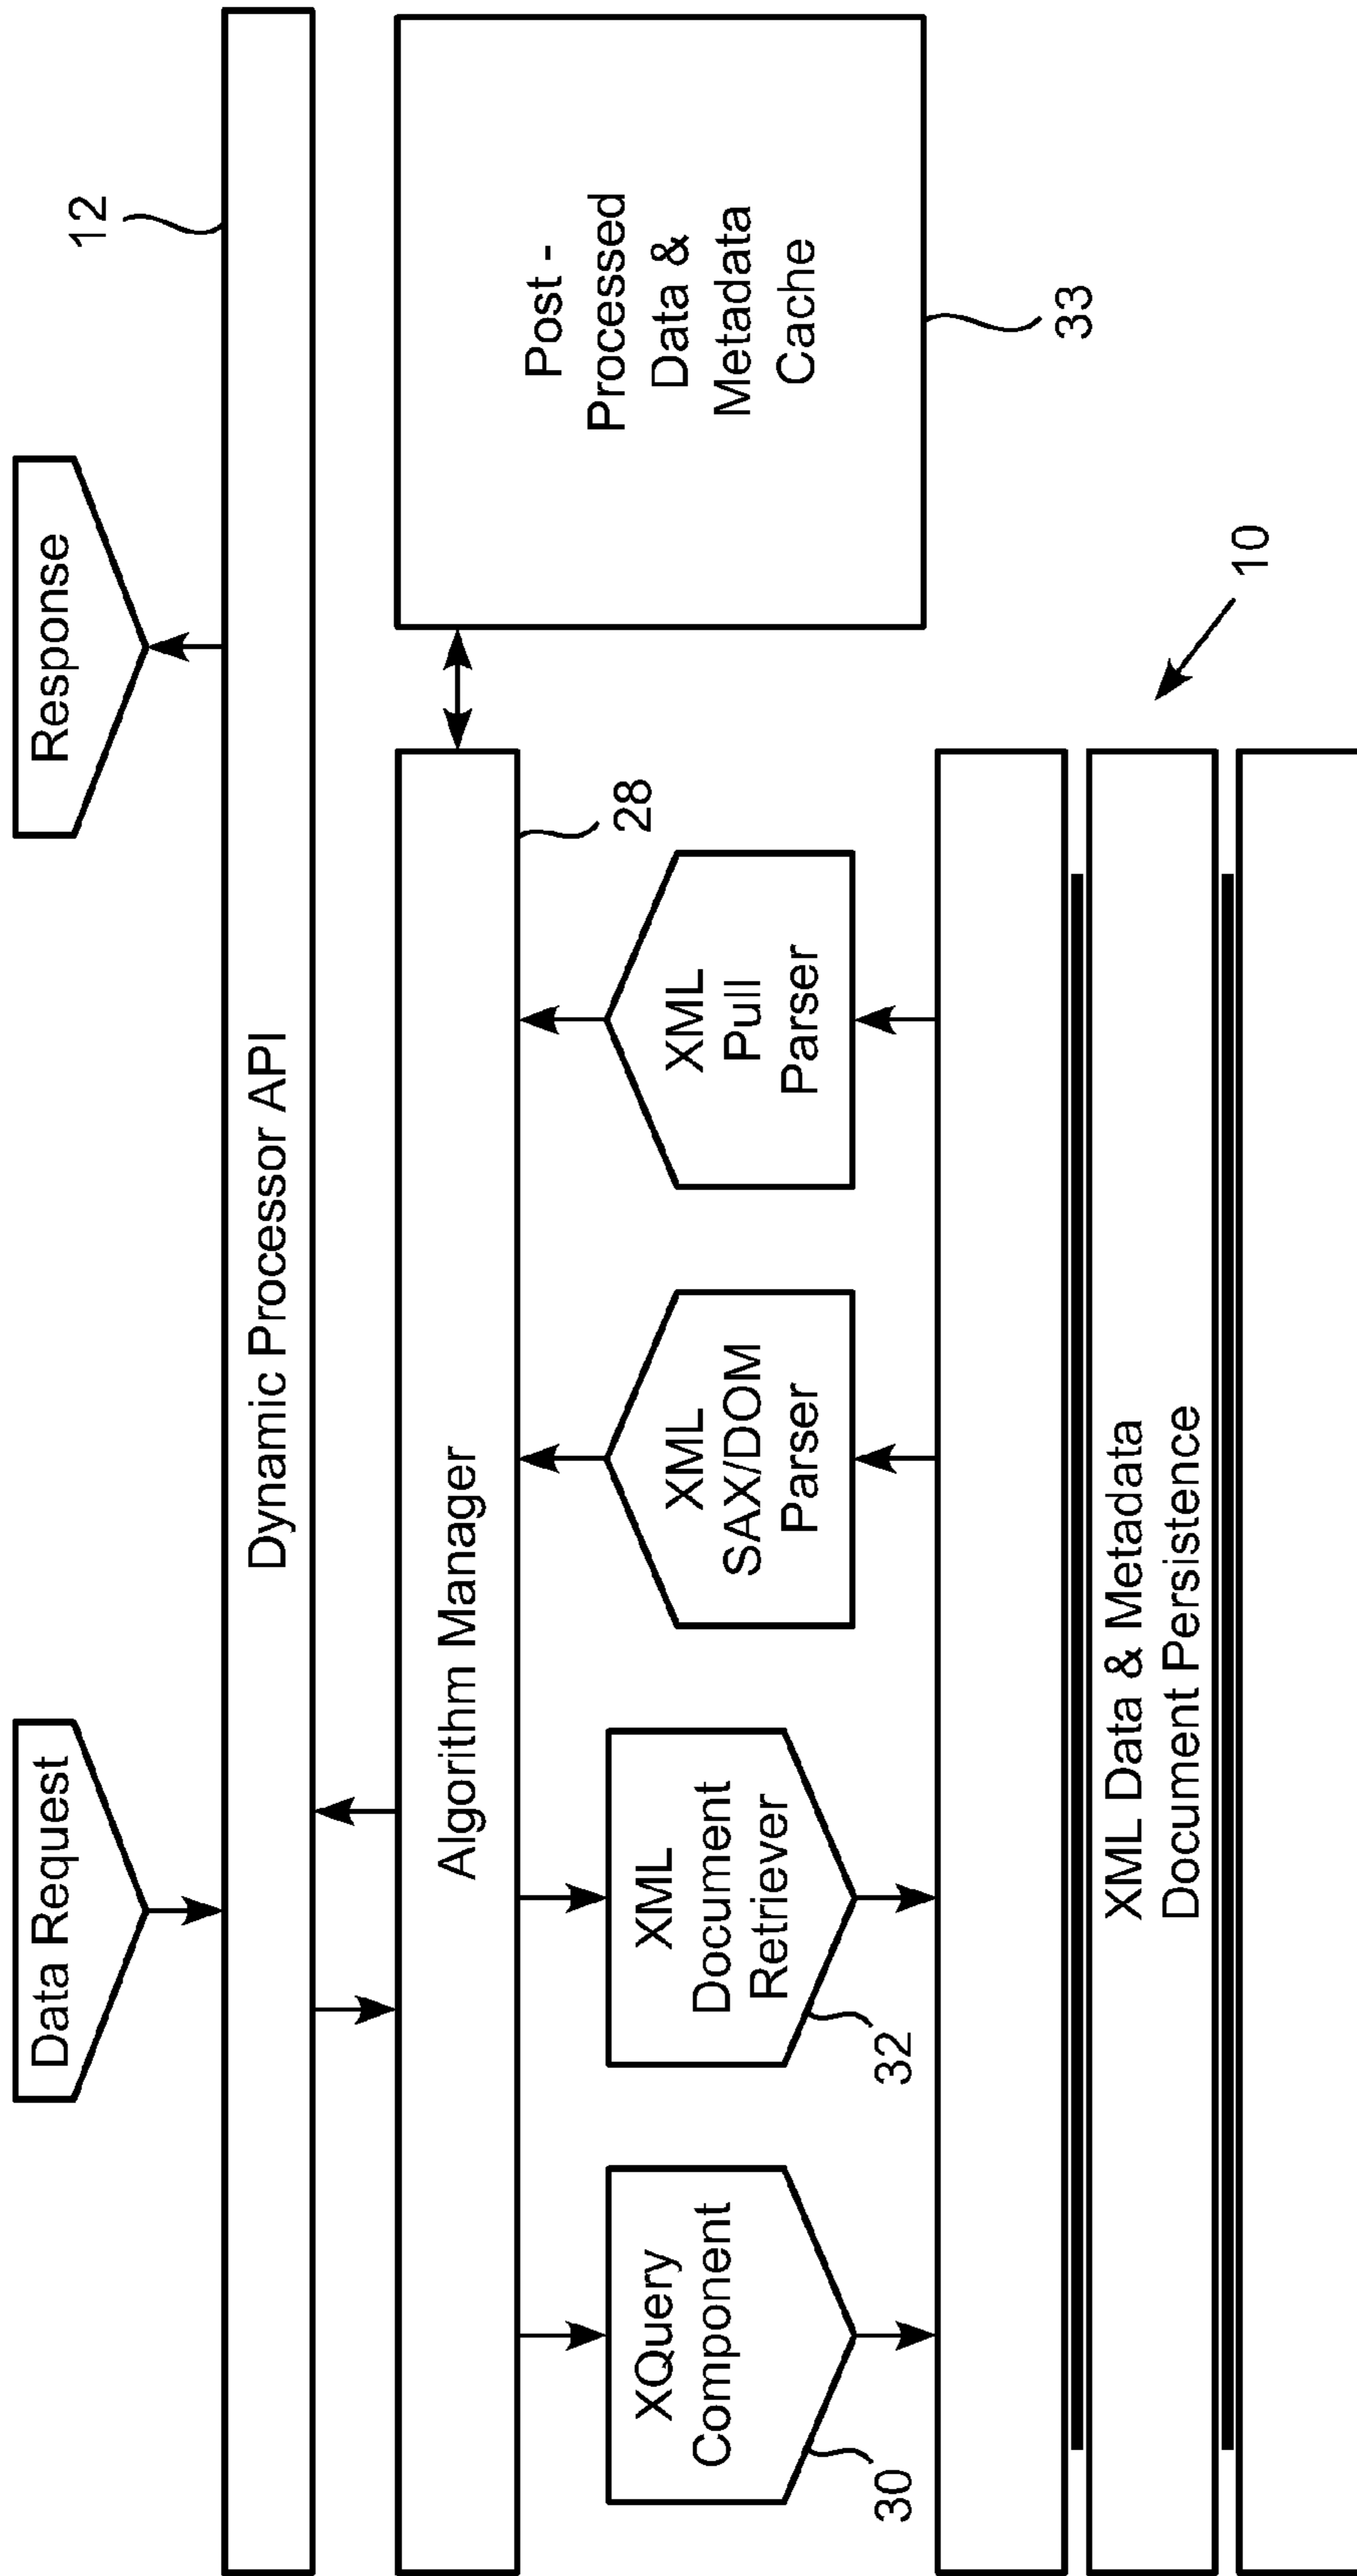 Data Request
Response
12
Dynamic Processor API
Algorithm Manager
28
Post -
Processed
Data &
Metadata
Cache
33
XQuery
Component
30
XML
Document
Retriever
32
XML
SAX/DOM
Parser
XML
Pull
Parser
10
XML Data & Metadata
Document Persistence